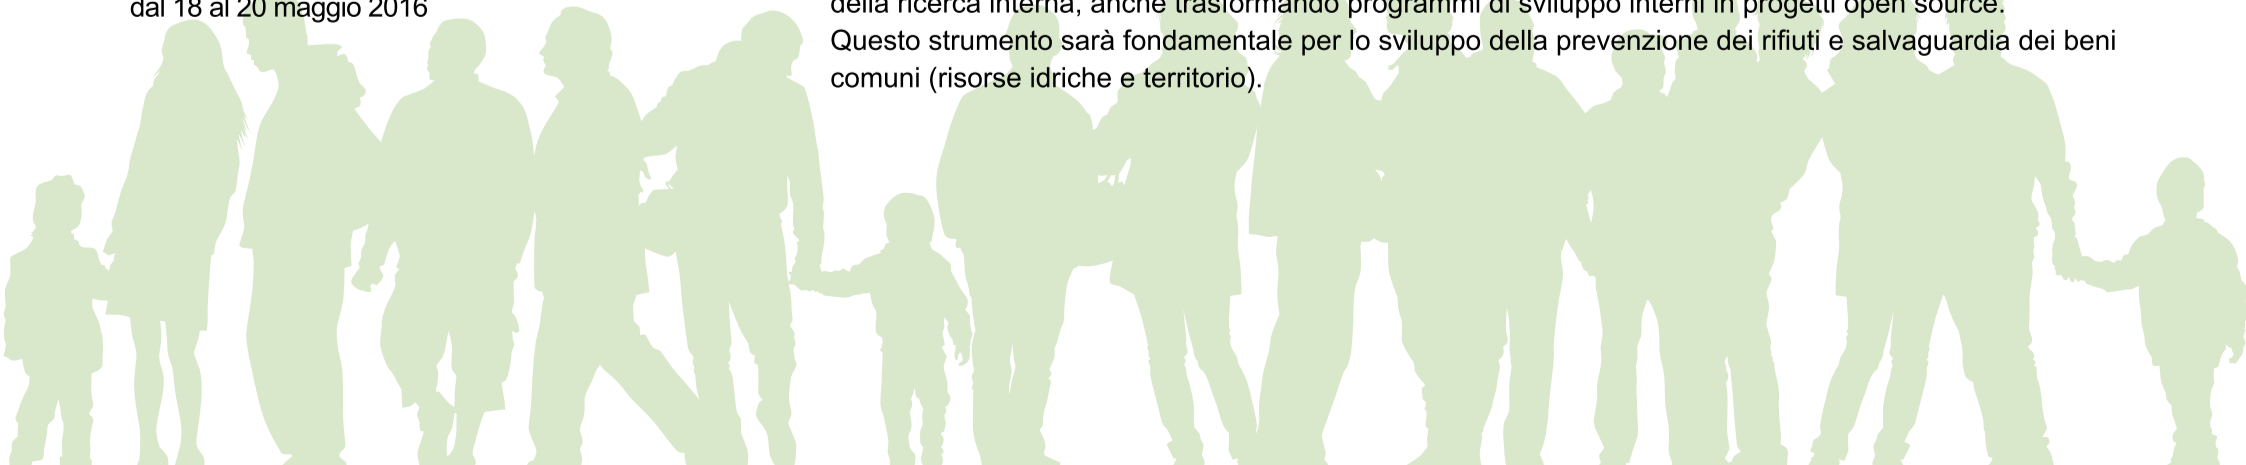 dal 18 al 20 maggio 2016
della ricerca interna, anche trasformando programmi di sviluppo interni in progetti open source.
Questo strumento sarà fondamentale per lo sviluppo della prevenzione dei rifiuti e salvaguardia dei beni
comuni (risorse idriche e territorio).